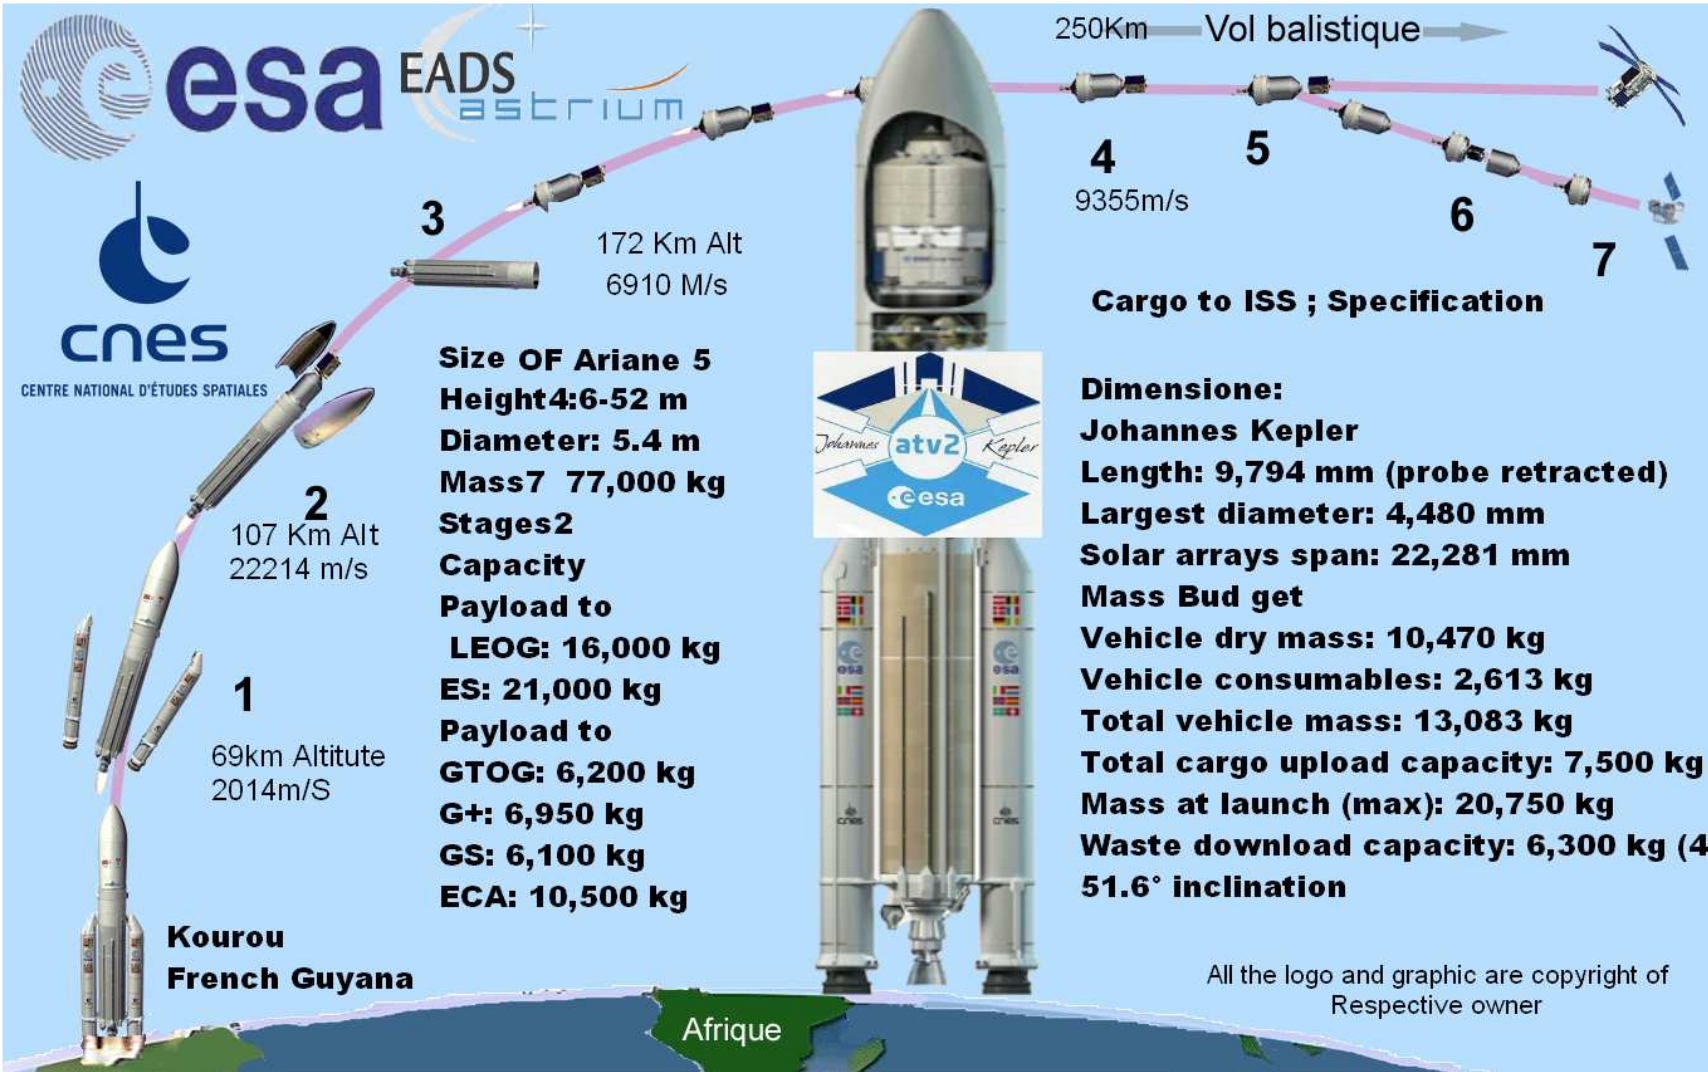 esa
EADS
astrium
cnes
CENTRE NATIONAL D'ÉTUDES SPATIALES
250Km
Vol balistique
3
172 Km Alt
6910 M/s
4
9355m/s
5
6
7
2
107 Km Alt
22214 m/s
1
69km Altitute
2014m/S
Kourou
French Guyana
Size OF Ariane 5
Height4:6-52 m
Diameter: 5.4 m
Mass7 77,000 kg
Stages2
Capacity
Payload to
LEOG: 16,000 kg
ES: 21,000 kg
Payload to
GTOG: 6,200 kg
G+: 6,950 kg
GS: 6,100 kg
ECA: 10,500 kg
Johannes atv2 Kepler
esa
esa
esa
cnes
cnes
Cargo to ISS ; Specification
Dimensione:
Johannes Kepler
Length: 9,794 mm (probe retracted)
Largest diameter: 4,480 mm
Solar arrays span: 22,281 mm
Mass Bud get
Vehicle dry mass: 10,470 kg
Vehicle consumables: 2,613 kg
Total vehicle mass: 13,083 kg
Total cargo upload capacity: 7,500 kg
Mass at launch (max): 20,750 kg
Waste download capacity: 6,300 kg (4
51.6° inclination
All the logo and graphic are copyright of
Respective owner
Afrique